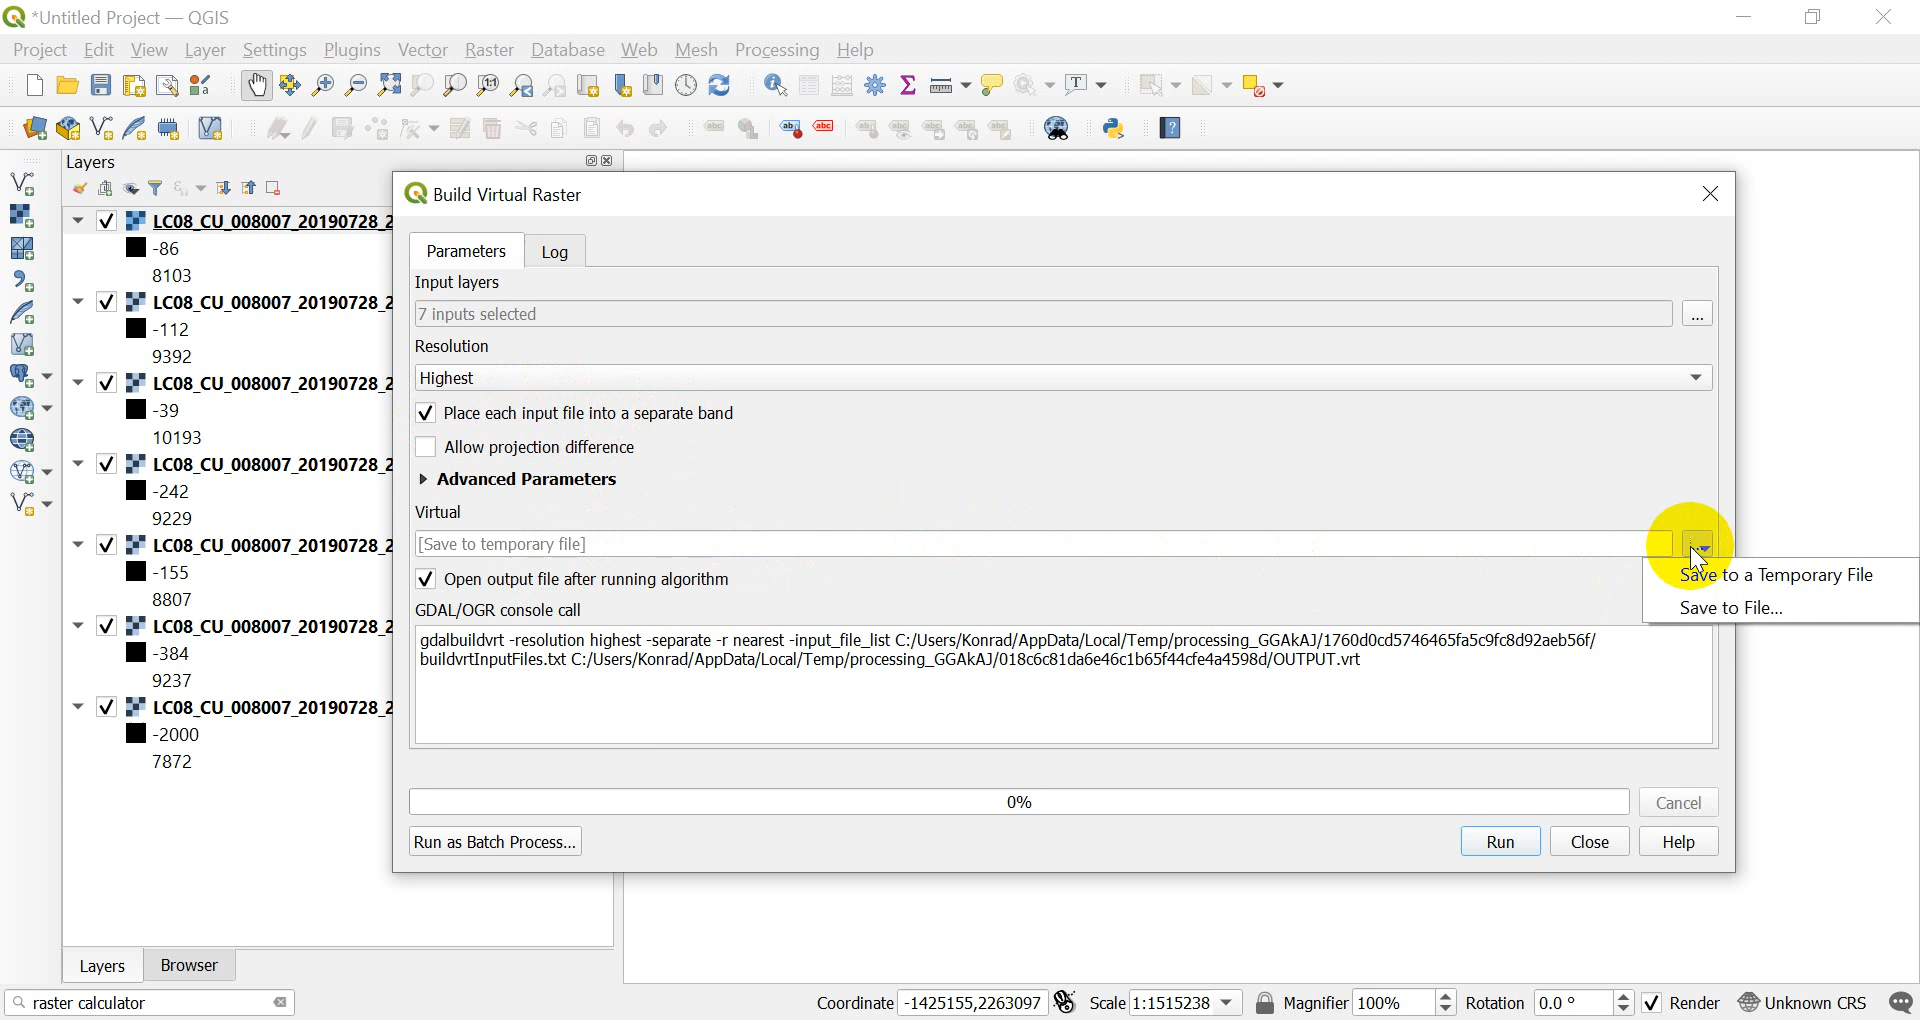 *Untitled Project — QGIS
Project Edit View Layer Settings Plugins Vector Raster Database Web Mesh Processing Help
Layers
LC08_CU_008007_20190728_2
-86
8103
LC08_CU_008007_20190728_2
-112
9392
LC08_CU_008007_20190728_2
-39
10193
LC08_CU_008007_20190728_2
-242
9229
LC08_CU_008007_20190728_2
-155
8807
LC08_CU_008007_20190728_2
-384
9237
LC08_CU_008007_20190728_2
-2000
7872
Build Virtual Raster
Parameters Log
Input layers
7 inputs selected
...
Resolution
Highest
Place each input file into a separate band
Allow projection difference
Advanced Parameters
Virtual
[Save to temporary file]
Save to a Temporary File
Save to File...
Open output file after running algorithm
GDAL/OGR console call
gdalbuildvrt -resolution highest -separate -r nearest -input_file_list C:/Users/Konrad/AppData/Local/Temp/processing_GGAkAJ/1760d0cd5746465fa5c9fc8d92aeb56f/
buildvrtInputFiles.txt C:/Users/Konrad/AppData/Local/Temp/processing_GGAkAJ/018c6c81da6e46c1b65f44cfe4a4598d/OUTPUT.vrt
0%
Cancel
Run as Batch Process...
Run Close Help
Layers Browser
raster calculator
Coordinate -1425155,2263097 Scale 1:1515238 Magnifier 100% Rotation 0.0 ° Render Unknown CRS